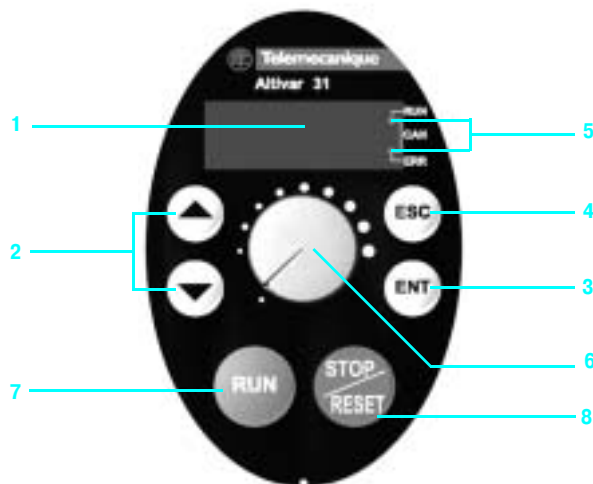 Telemecanique
Altivar 31
1
RUN
CAN
ERR
5
2
ESC
4
ENT
3
6
7
RUN
STOP
RESET
8